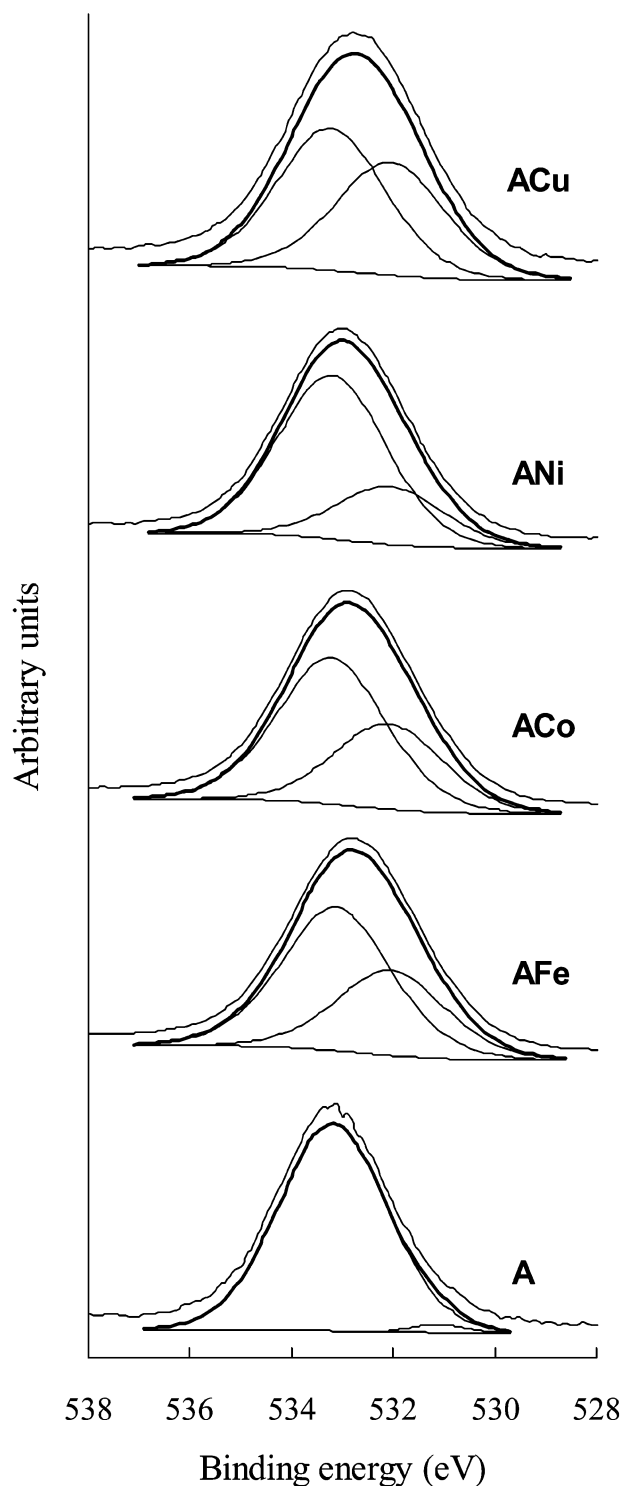 ACu
ANi
ACo
AFe
A
Arbitrary units
538 536 534 532 530 528
Binding energy (eV)